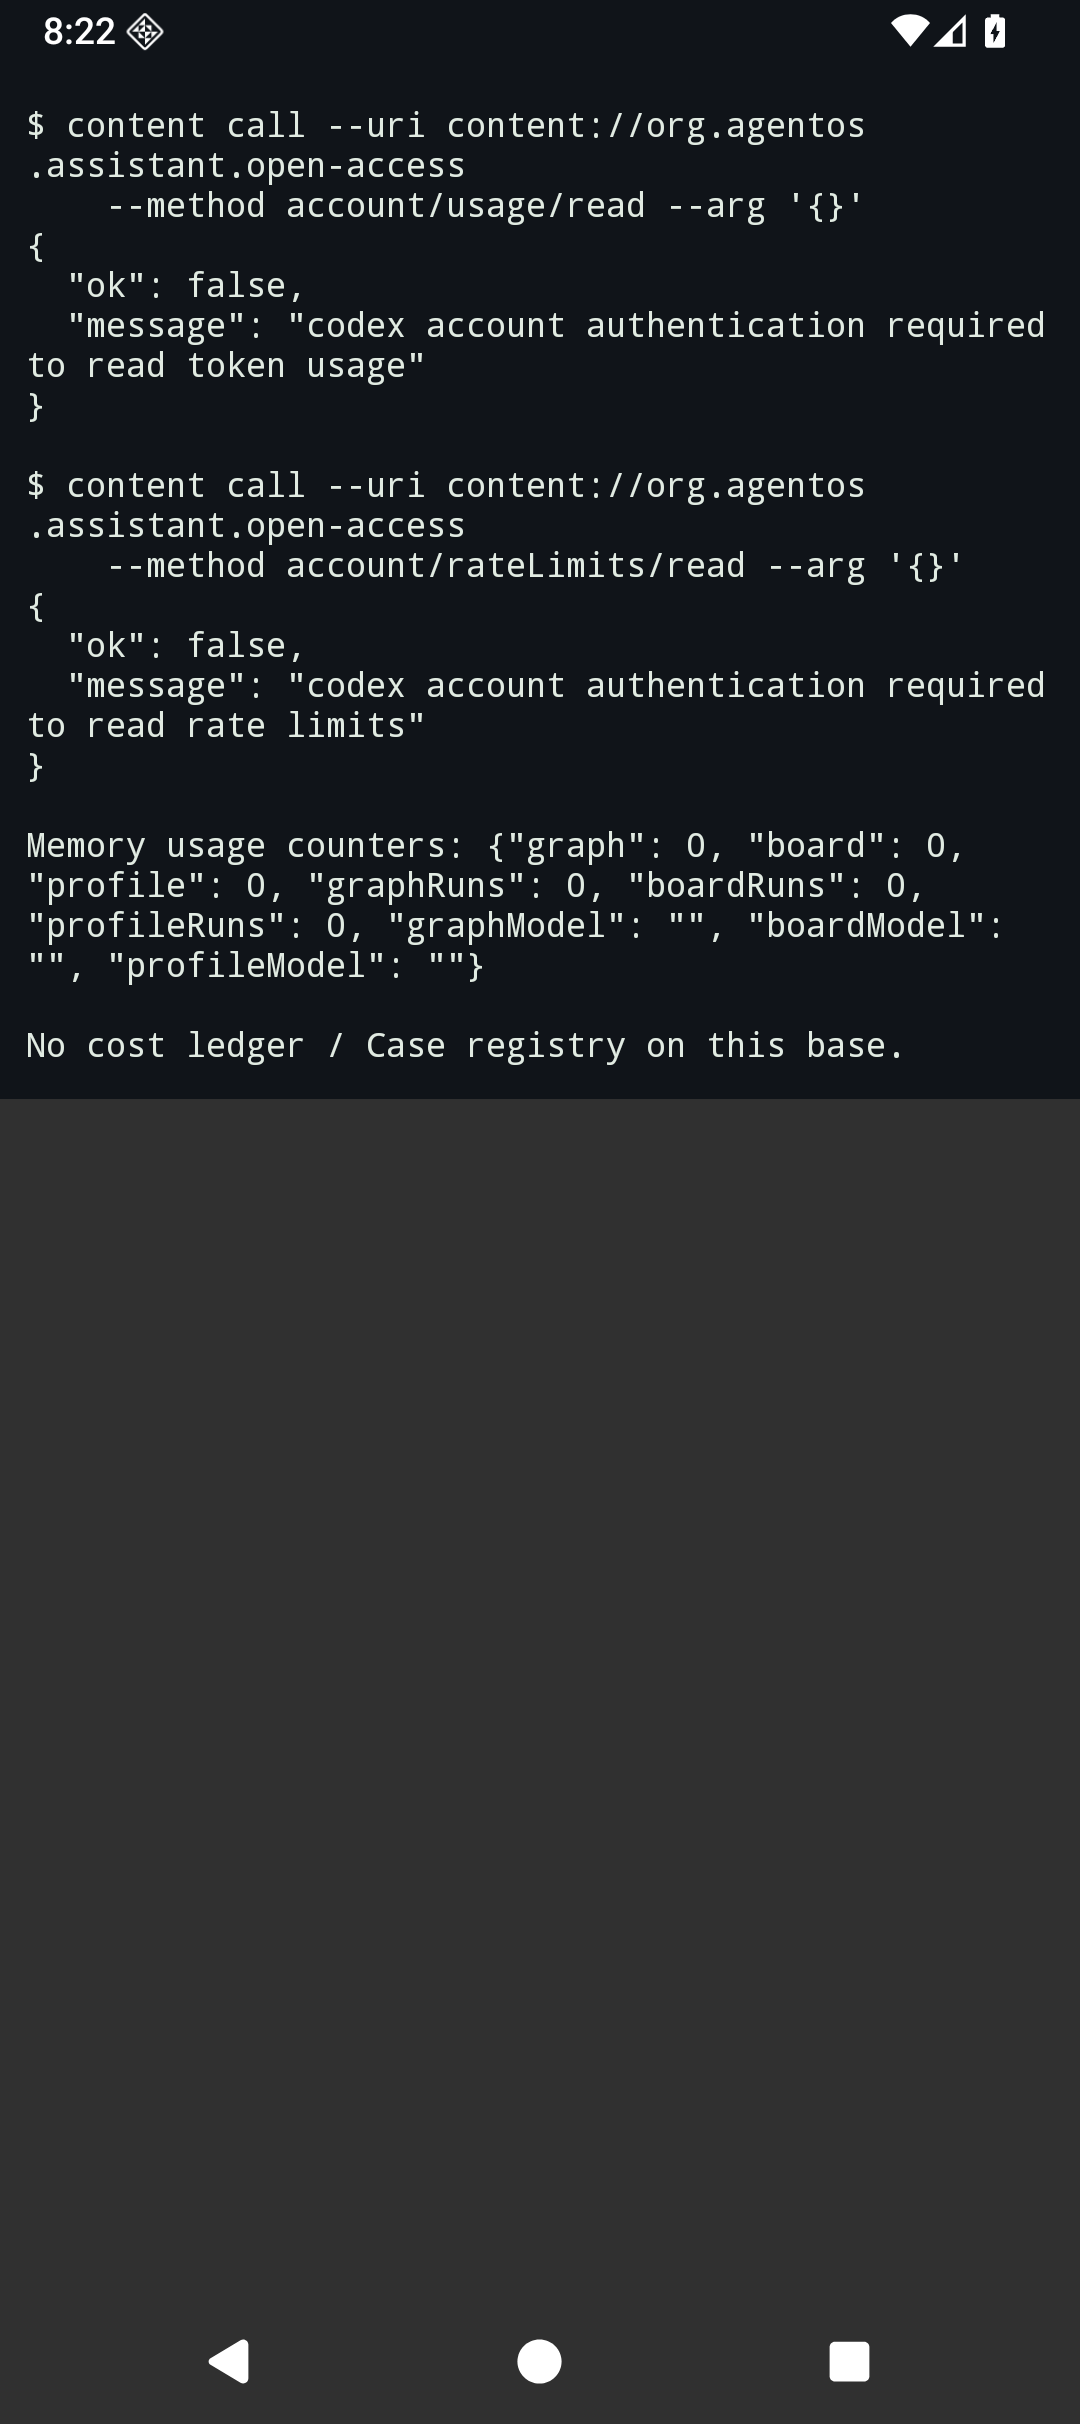 8:22
$ content call --uri content://org.agentos
.assistant.open-access
    --method account/usage/read --arg '{}'
{
  "ok": false,
  "message": "codex account authentication required
to read token usage"
}
$ content call --uri content://org.agentos
.assistant.open-access
    --method account/rateLimits/read --arg '{}'
{
  "ok": false,
  "message": "codex account authentication required
to read rate limits"
}
Memory usage counters: {"graph": 0, "board": 0,
"profile": 0, "graphRuns": 0, "boardRuns": 0,
"profileRuns": 0, "graphModel": "", "boardModel":
"", "profileModel": ""}
No cost ledger / Case registry on this base.